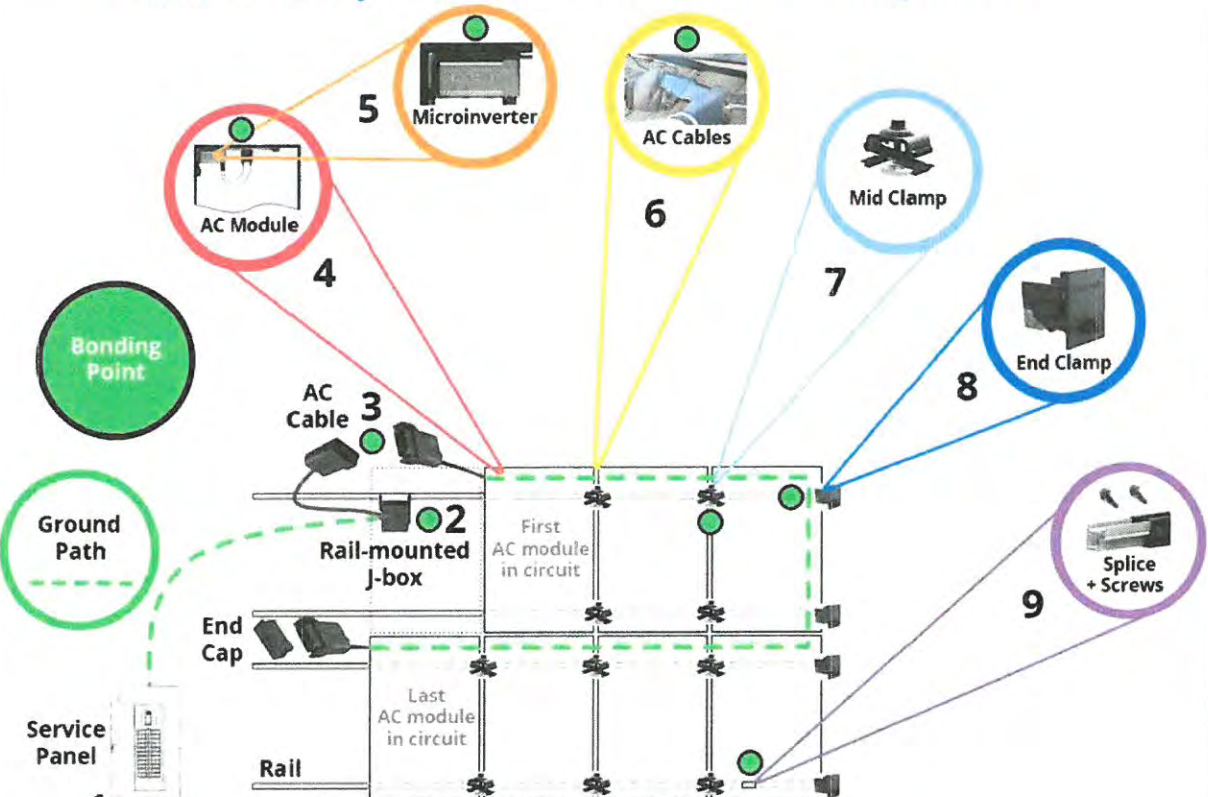 5
Microinverter
AC Cables
Mid Clamp
AC Module
4
6
7
End Clamp
8
Bonding
Point
AC
Cable
3
Ground
Path
2
Rail-mounted
J-box
First
AC module
in circuit
Splice
+ Screws
9
End
Cap
Last
AC module
in circuit
Service
Panel
Rail